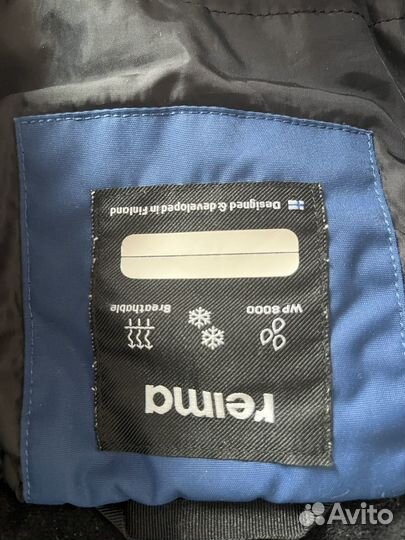 reima
WP 8000 Breathable
Designed & developed in Finland
Avito